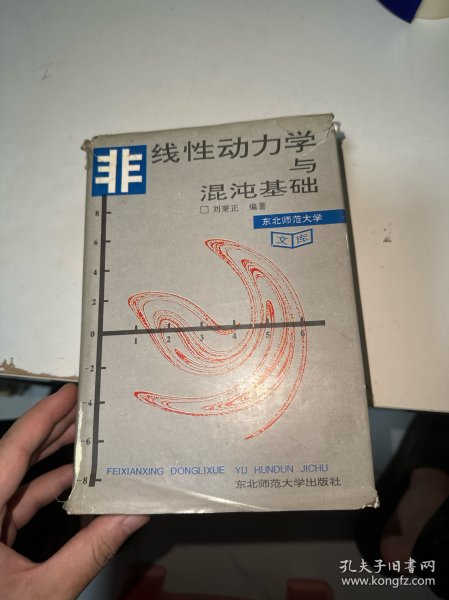 非线性动力学
与
混沌基础
□ 刘秉正 编著
东北师范大学
文库
8
6
4
2
0
1 2 3 4 5 6
-2
-4
-6
-8
FEIXIANXING DONGLIXUE YU HUNDUN JICHU
东北师范大学出版社
孔夫子旧书网
www.kongfz.com